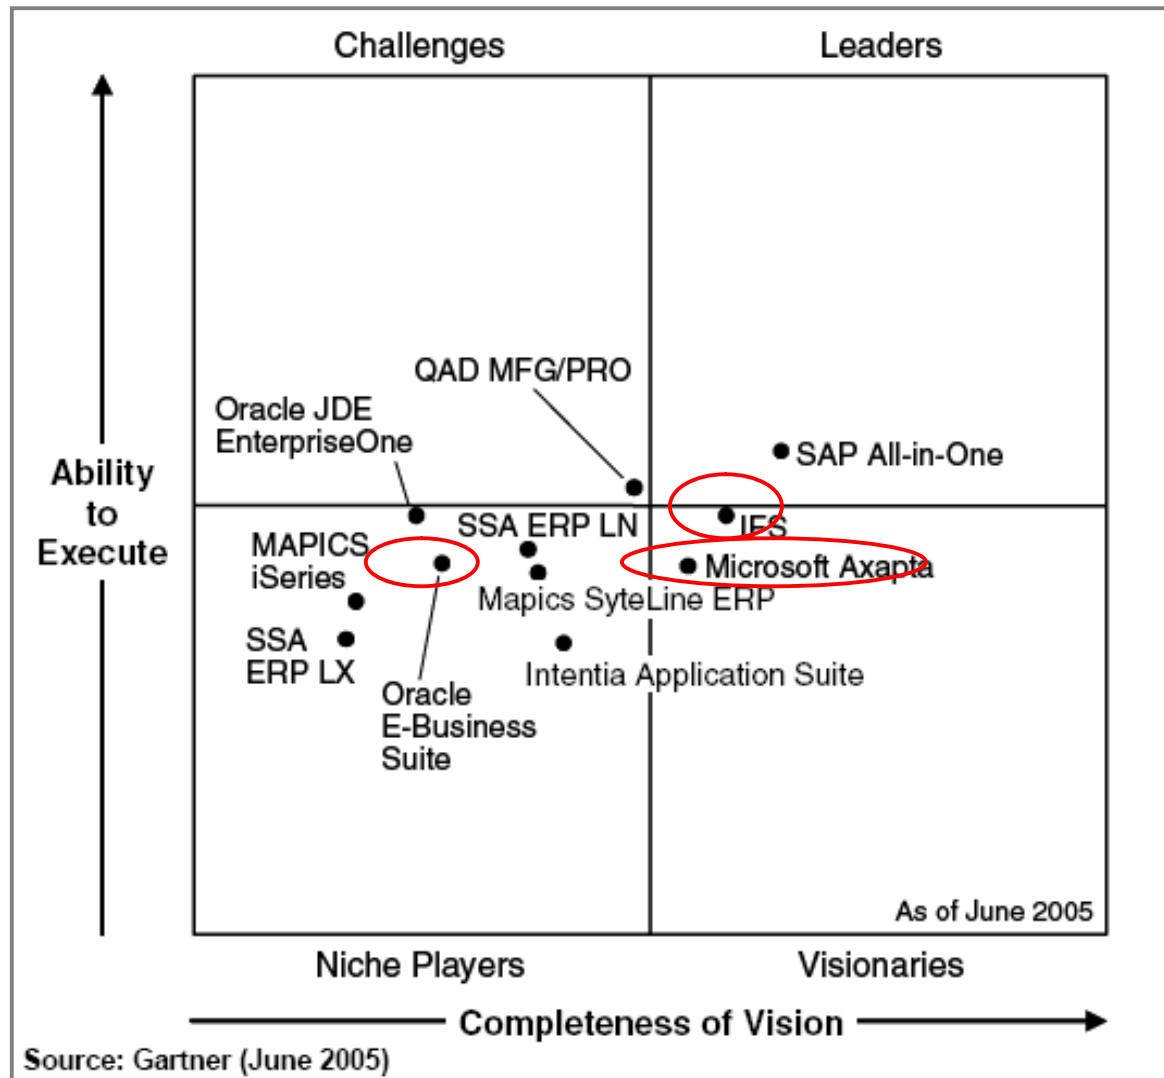 Challenges
Leaders
QAD MFG/PRO
Oracle JDE
EnterpriseOne
SAP All-in-One
Ability
to
Execute
SSA ERP LN
IFS
MAPICS
iSeries
Microsoft Axapta
Mapics SyteLine ERP
SSA
ERP LX
Intentia Application Suite
Oracle
E-Business
Suite
As of June 2005
Niche Players
Visionaries
Completeness of Vision
Source: Gartner (June 2005)